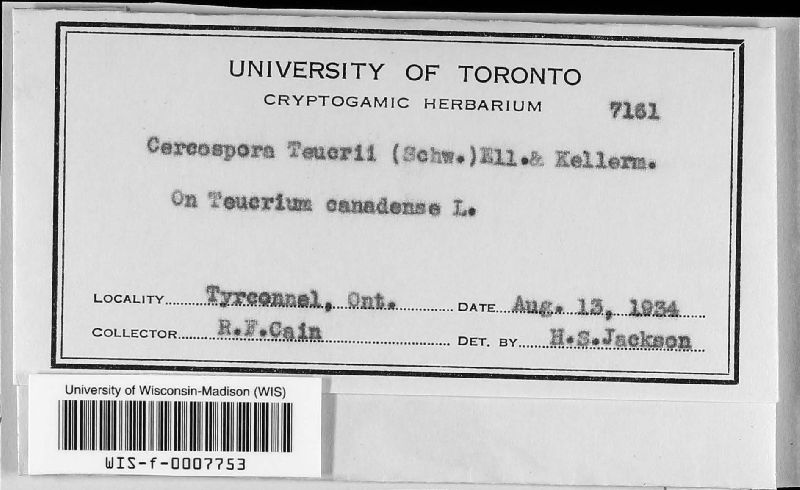 UNIVERSITY OF TORONTO
CRYPTOGAMIC HERBARIUM 7161
Cercospora Teucrii (Schw.)Ell.& Kellerm.
On Teucrium canadense L.
LOCALITY Tyrconnel, Ont. DATE Aug. 13, 1934
COLLECTOR R.F.Cain DET. BY H.S.Jackson
University of Wisconsin-Madison (WIS)
WIS-f-0007753